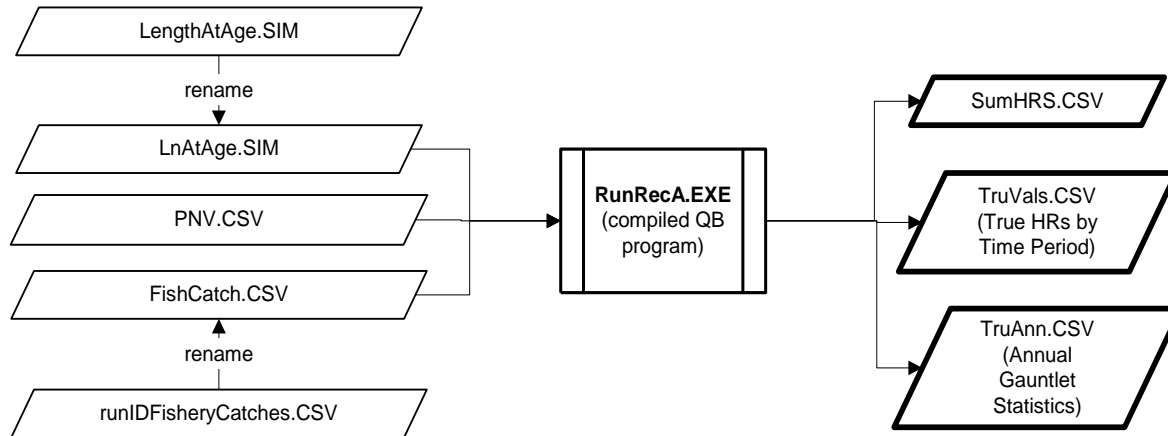 LengthAtAge.SIM
rename
LnAtAge.SIM
PNV.CSV
FishCatch.CSV
rename
runIDFisheryCatches.CSV
RunRecA.EXE
(compiled QB
program)
SumHRS.CSV
TruVals.CSV
(True HRs by
Time Period)
TruAnn.CSV
(Annual
Gauntlet
Statistics)